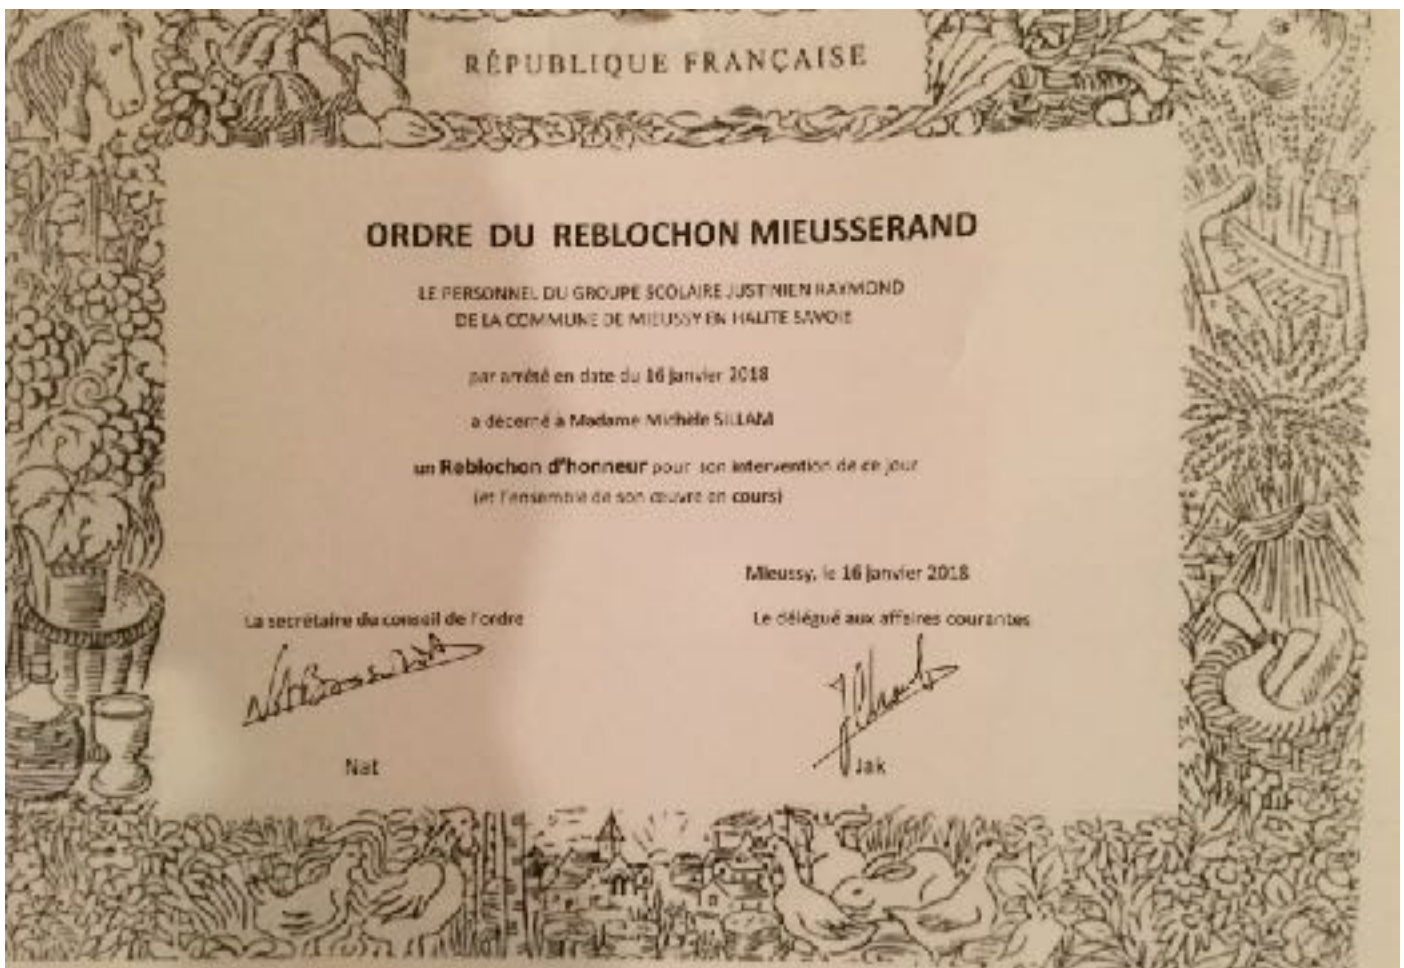 RÉPUBLIQUE FRANÇAISE
ORDRE DU REBLOCHON MIEUSSERAND
LE PERSONNEL DU GROUPE SCOLAIRE JUSTINIEN RAYMOND
DE LA COMMUNE DE MIEUSSY EN HAUTE SAVOIE
par arrêté en date du 16 janvier 2018
a décerné à Madame Michèle SILLAM
un Reblochon d'honneur pour son intervention de ce jour
(et l'ensemble de son œuvre en cours)
Mieussy, le 16 janvier 2018
La secrétaire du conseil de l'ordre
Le délégué aux affaires courantes
Nat
Jak